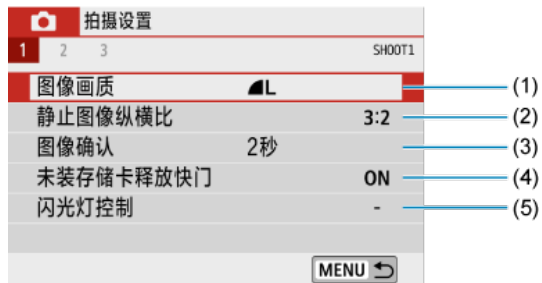 拍摄设置
1 2 3 SHOOT1
图像画质 L (1)
静止图像纵横比 3:2 (2)
图像确认 2秒 (3)
未装存储卡释放快门 ON (4)
闪光灯控制 - (5)
MENU